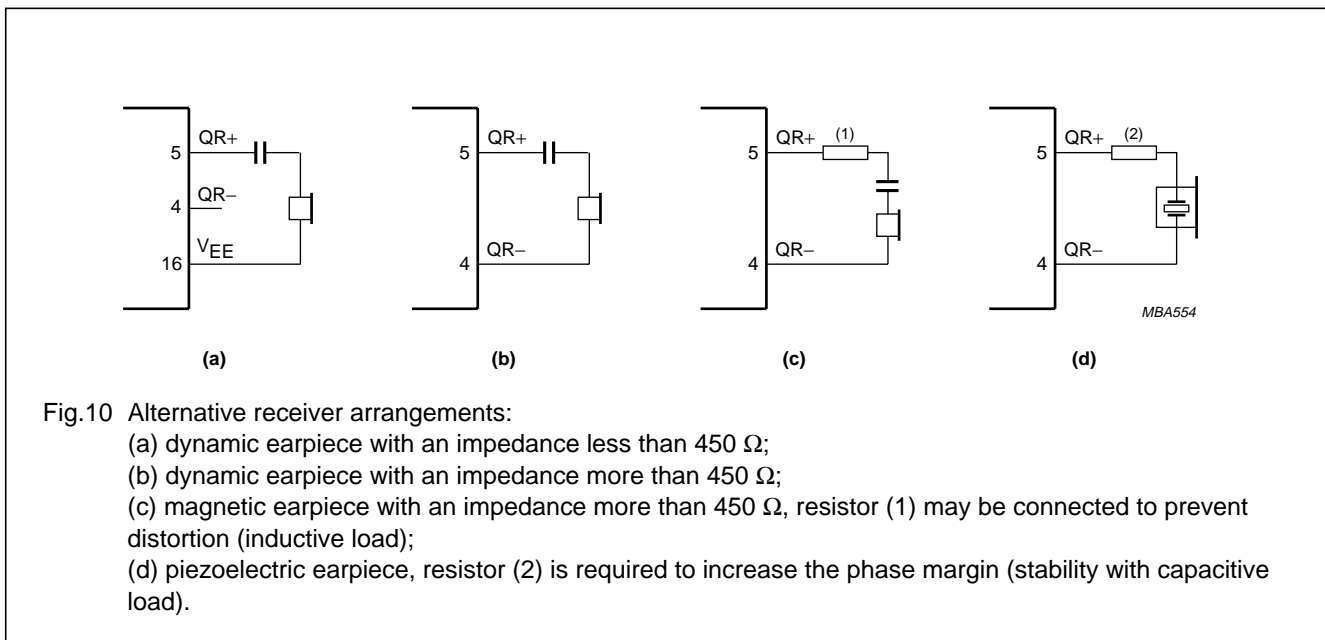 5
QR+
4
QR−
16
VEE
(a)
5
QR+
4
QR−
(b)
5
QR+
(1)
4
QR−
(c)
5
QR+
(2)
4
QR−
(d)
MBA554
Fig.10 Alternative receiver arrangements:
(a) dynamic earpiece with an impedance less than 450 Ω;
(b) dynamic earpiece with an impedance more than 450 Ω;
(c) magnetic earpiece with an impedance more than 450 Ω, resistor (1) may be connected to prevent
distortion (inductive load);
(d) piezoelectric earpiece, resistor (2) is required to increase the phase margin (stability with capacitive
load).